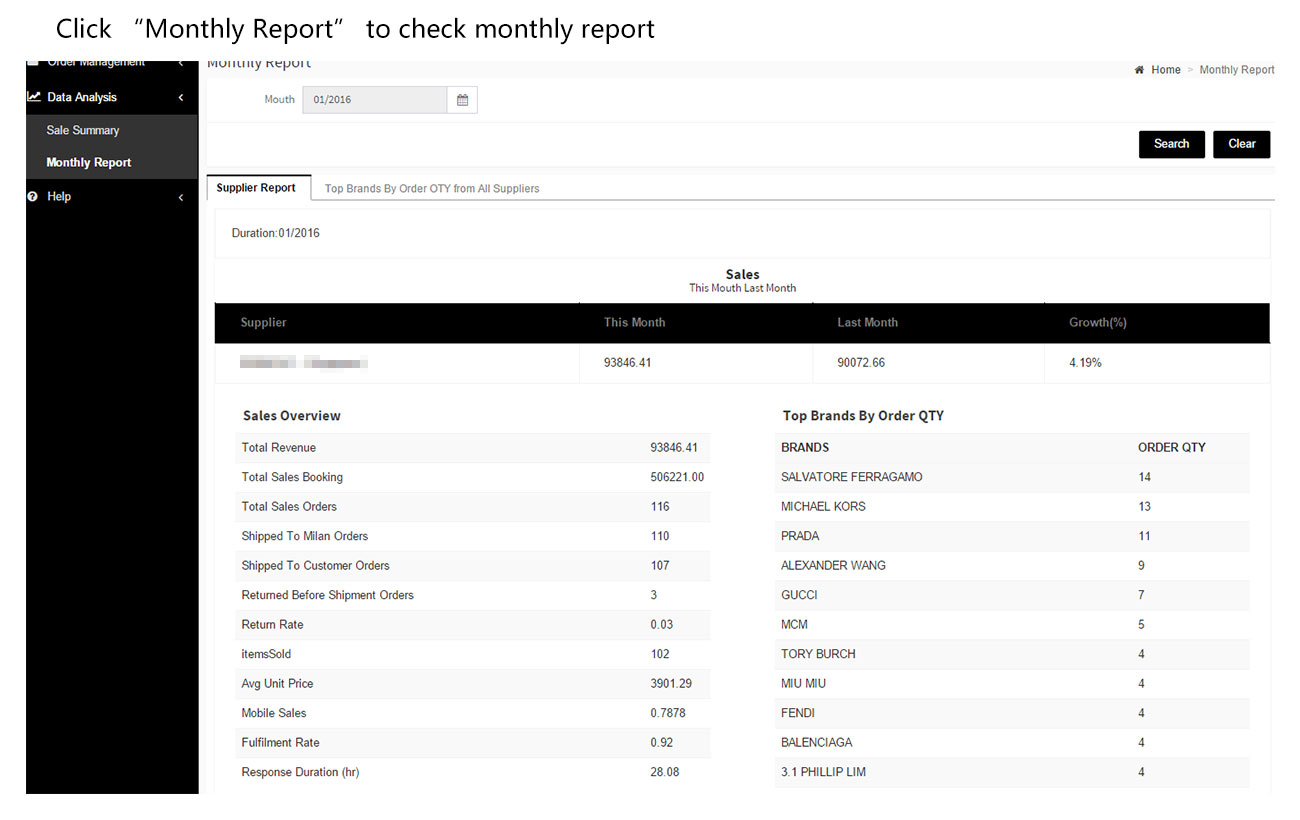 Click “Monthly Report” to check monthly report
Order Management
Monthly Report
Home > Monthly Report
Data Analysis
Sale Summary
Monthly Report
Help
Mouth 01/2016
Search Clear
Supplier Report Top Brands By Order OTY from All Suppliers
Duration:01/2016
Sales
This Mouth Last Month
Supplier This Month Last Month Growth(%)
93846.41 90072.66 4.19%
Sales Overview
Total Revenue 93846.41
Total Sales Booking 506221.00
Total Sales Orders 116
Shipped To Milan Orders 110
Shipped To Customer Orders 107
Returned Before Shipment Orders 3
Return Rate 0.03
itemsSold 102
Avg Unit Price 3901.29
Mobile Sales 0.7878
Fulfilment Rate 0.92
Response Duration (hr) 28.08
Top Brands By Order QTY
BRANDS ORDER QTY
SALVATORE FERRAGAMO 14
MICHAEL KORS 13
PRADA 11
ALEXANDER WANG 9
GUCCI 7
MCM 5
TORY BURCH 4
MIU MIU 4
FENDI 4
BALENCIAGA 4
3.1 PHILLIP LIM 4